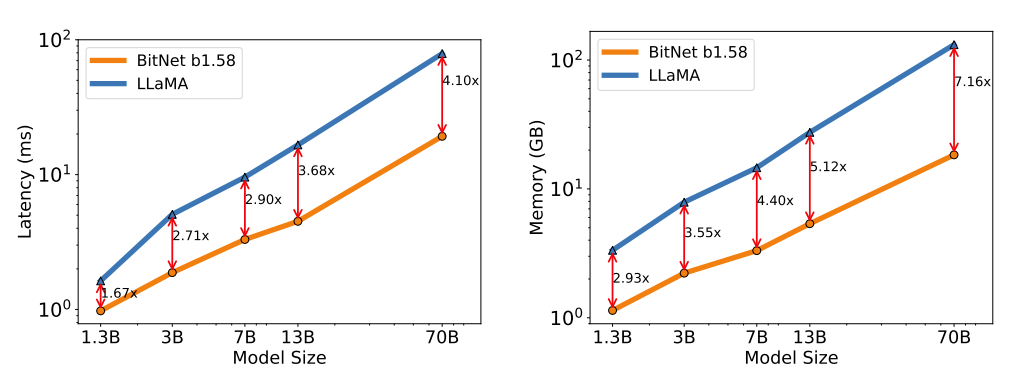 BitNet b1.58
LLaMA
Latency (ms)
10²
10¹
10⁰
1.67x
2.71x
2.90x
3.68x
4.10x
1.3B 3B 7B 13B 70B
Model Size
BitNet b1.58
LLaMA
Memory (GB)
10²
10¹
10⁰
2.93x
3.55x
4.40x
5.12x
7.16x
1.3B 3B 7B 13B 70B
Model Size